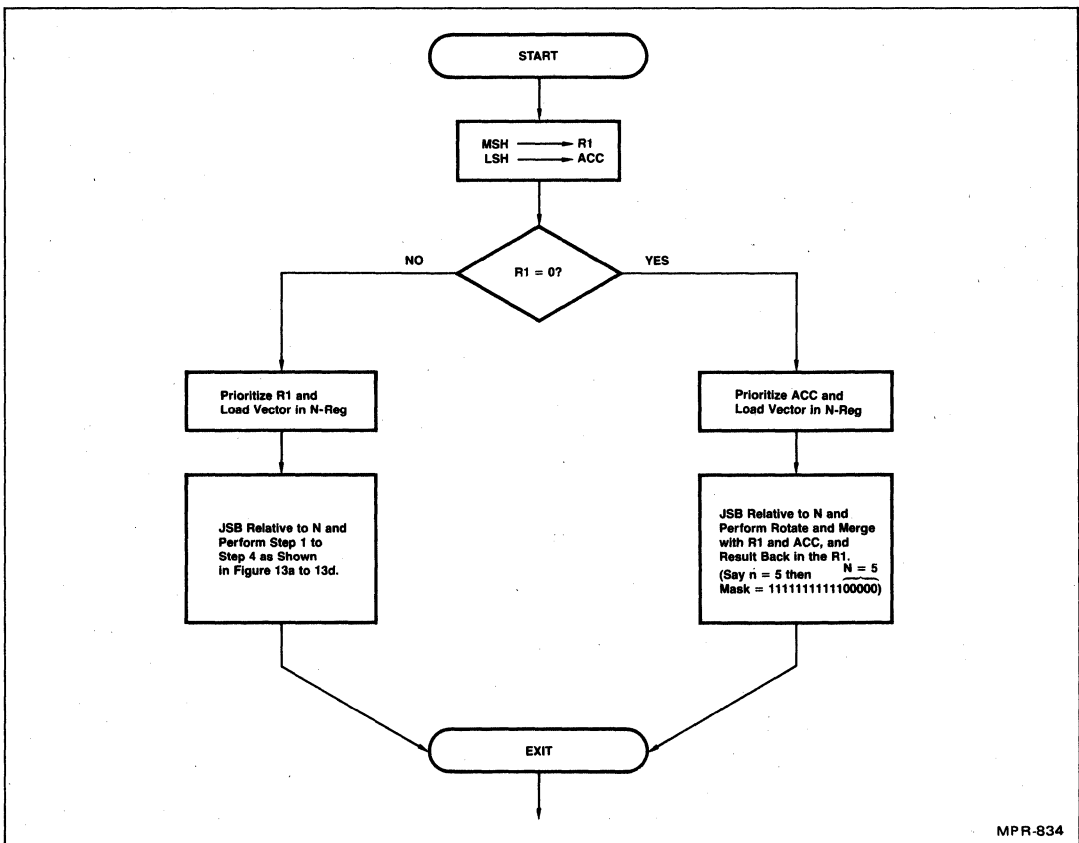 START
MSH → R1
LSH → ACC
R1 = 0?
NO
YES
Prioritize R1 and
Load Vector in N-Reg
Prioritize ACC and
Load Vector in N-Reg
JSB Relative to N and
Perform Step 1 to
Step 4 as Shown
in Figure 13a to 13d.
JSB Relative to N and
Perform Rotate and Merge
with R1 and ACC, and
Result Back in the R1.
(Say n = 5 then N = 5
Mask = 1111111111100000)
EXIT
MPR-834